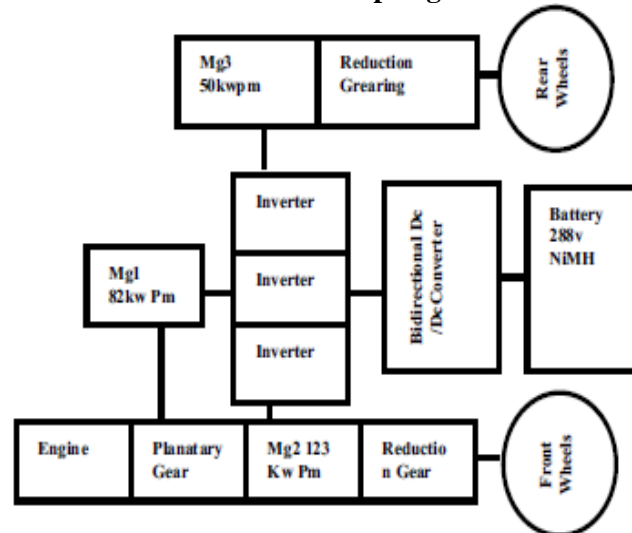 Mg3
50kwpm
Reduction
Grearing
Rear
Wheels
Inverter
Inverter
Inverter
Bidirectional Dc
/Dc Converter
Battery
288v
NiMH
Mg1
82kw Pm
Engine
Planatary
Gear
Mg2 123
Kw Pm
Reductio
n Gear
Front
Wheels